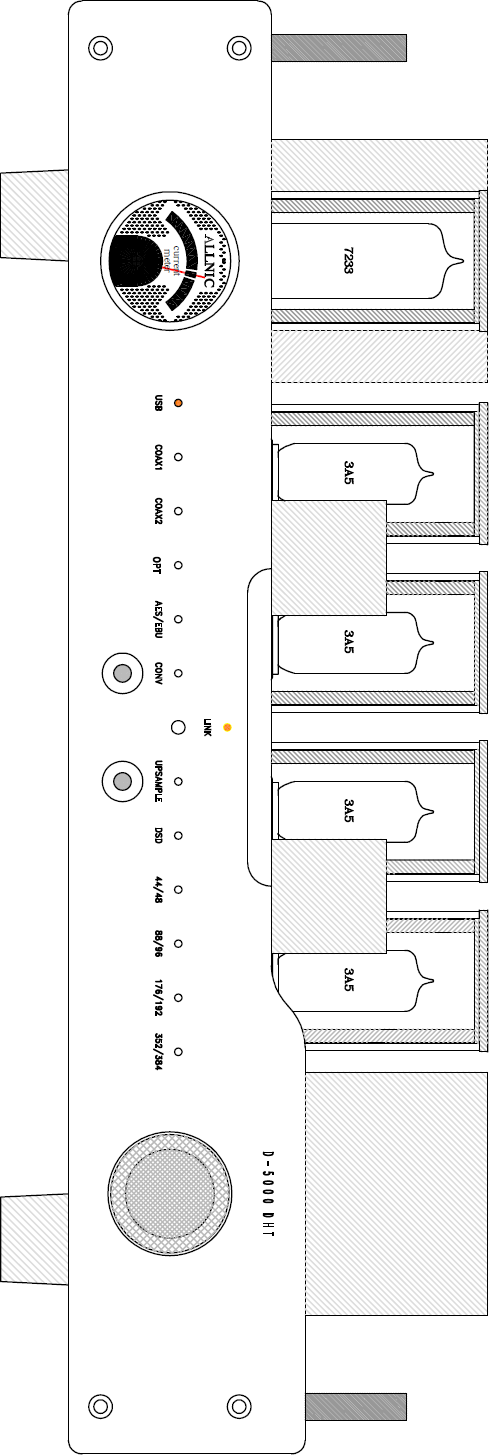 7233
3A5
3A5
3A5
3A5
ALLNIC
current
meter
LINK
USB
COAX1
COAX2
OPT
AES/EBU
CONV
UPSAMPLE
DSD
44/48
88/96
176/192
352/384
D-5000 DHT